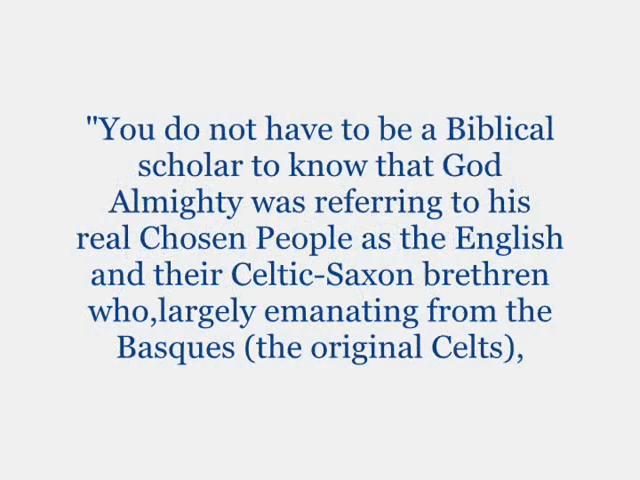 "You do not have to be a Biblical
scholar to know that God
Almighty was referring to his
real Chosen People as the English
and their Celtic-Saxon brethren
who,largely emanating from the
Basques (the original Celts),